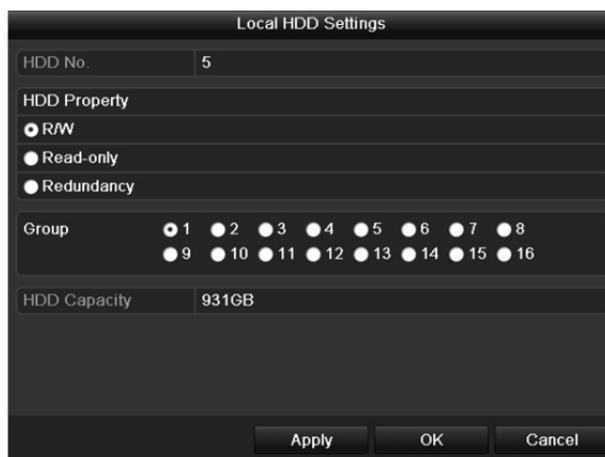 Local HDD Settings
HDD No. 5
HDD Property
R/W
Read-only
Redundancy
Group 1 2 3 4 5 6 7 8
9 10 11 12 13 14 15 16
HDD Capacity 931GB
Apply OK Cancel